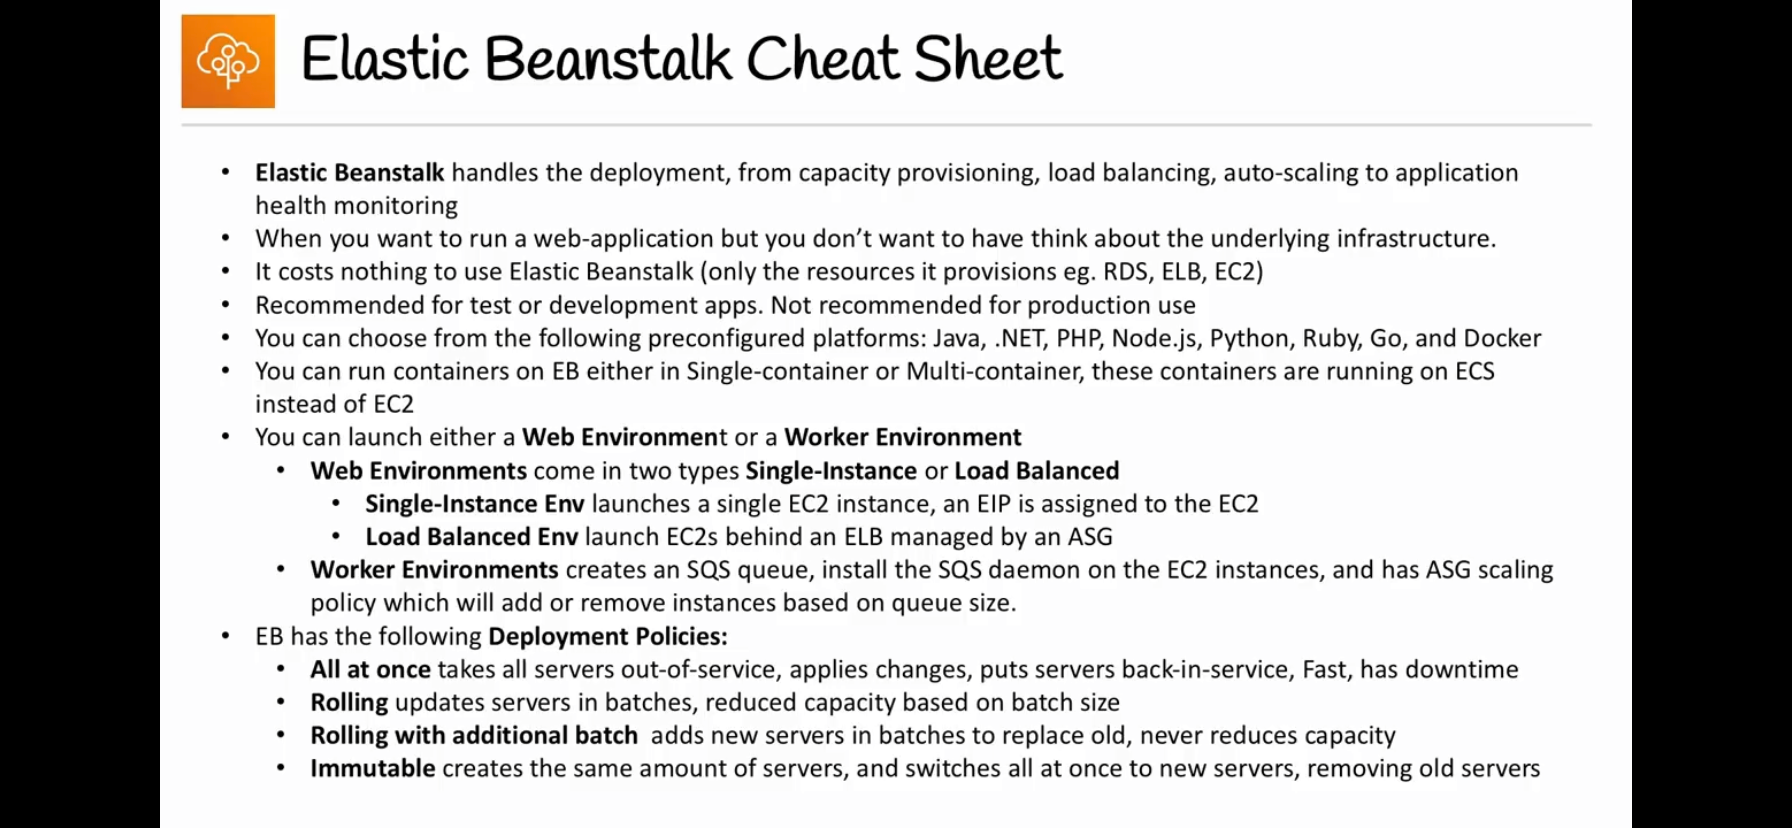 Elastic Beanstalk Cheat Sheet
• Elastic Beanstalk handles the deployment, from capacity provisioning, load balancing, auto-scaling to application
health monitoring
• When you want to run a web-application but you don’t want to have think about the underlying infrastructure.
• It costs nothing to use Elastic Beanstalk (only the resources it provisions eg. RDS, ELB, EC2)
• Recommended for test or development apps. Not recommended for production use
• You can choose from the following preconfigured platforms: Java, .NET, PHP, Node.js, Python, Ruby, Go, and Docker
• You can run containers on EB either in Single-container or Multi-container, these containers are running on ECS
instead of EC2
• You can launch either a Web Environment or a Worker Environment
• Web Environments come in two types Single-Instance or Load Balanced
• Single-Instance Env launches a single EC2 instance, an EIP is assigned to the EC2
• Load Balanced Env launch EC2s behind an ELB managed by an ASG
• Worker Environments creates an SQS queue, install the SQS daemon on the EC2 instances, and has ASG scaling
policy which will add or remove instances based on queue size.
• EB has the following Deployment Policies:
• All at once takes all servers out-of-service, applies changes, puts servers back-in-service, Fast, has downtime
• Rolling updates servers in batches, reduced capacity based on batch size
• Rolling with additional batch adds new servers in batches to replace old, never reduces capacity
• Immutable creates the same amount of servers, and switches all at once to new servers, removing old servers